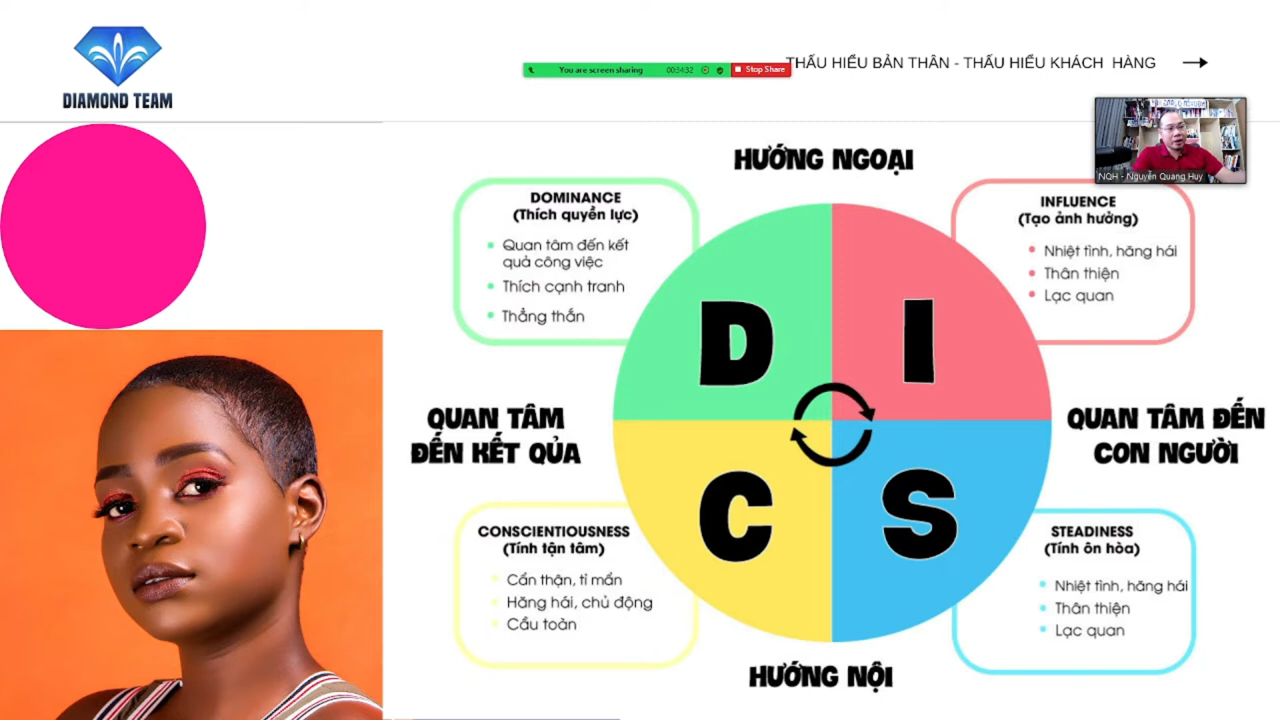 DIAMOND TEAM
You are screen sharing
00:34:32
Stop Share
THẤU HIỂU BẢN THÂN - THẤU HIỂU KHÁCH HÀNG
NQH - Nguyễn Quang Huy
HƯỚNG NGOẠI
DOMINANCE
(Thích quyền lực)
Quan tâm đến kết
quả công việc
Thích cạnh tranh
Thẳng thắn
INFLUENCE
(Tạo ảnh hưởng)
Nhiệt tình, hăng hái
Thân thiện
Lạc quan
D
I
QUAN TÂM
ĐẾN KẾT QỦA
QUAN TÂM ĐẾN
CON NGƯỜI
C
S
CONSCIENTIOUSNESS
(Tính tận tâm)
Cẩn thận, tỉ mẩn
Hăng hái, chủ động
Cầu toàn
STEADINESS
(Tính ôn hòa)
Nhiệt tình, hăng hái
Thân thiện
Lạc quan
HƯỚNG NỘI